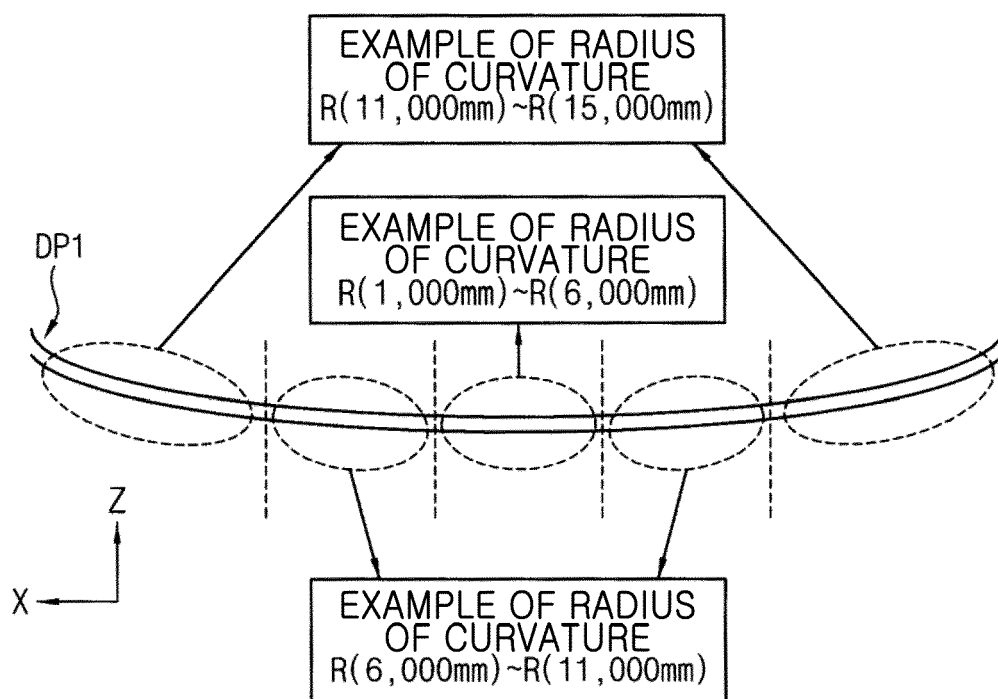 EXAMPLE OF RADIUS
OF CURVATURE
R(11,000mm)~R(15,000mm)
EXAMPLE OF RADIUS
OF CURVATURE
R(1,000mm)~R(6,000mm)
DP1
Z
X
EXAMPLE OF RADIUS
OF CURVATURE
R(6,000mm)~R(11,000mm)